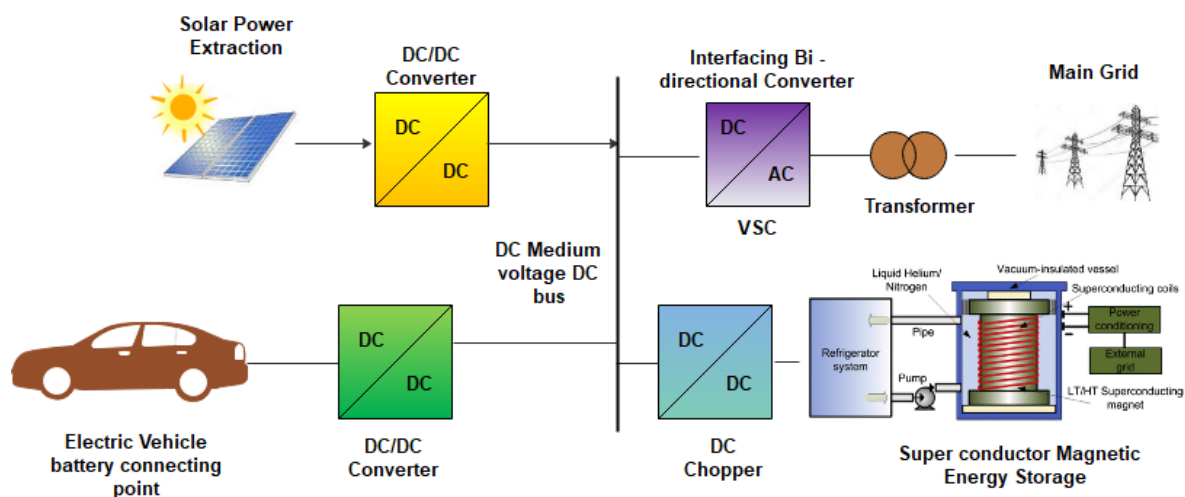 Solar Power
Extraction
DC/DC
Converter
DC
DC
Interfacing Bi -
directional Converter
DC
AC
VSC
Transformer
Main Grid
DC Medium
voltage DC
bus
Electric Vehicle
battery connecting
point
DC
DC
DC/DC
Converter
DC
DC
DC
Chopper
Liquid Helium/
Nitrogen
Vacuum-insulated vessel
Superconducting coils
Pipe
Refrigerator
system
Pump
+
-
Power
conditioning
External
grid
LT/HT Superconducting
magnet
Super conductor Magnetic
Energy Storage